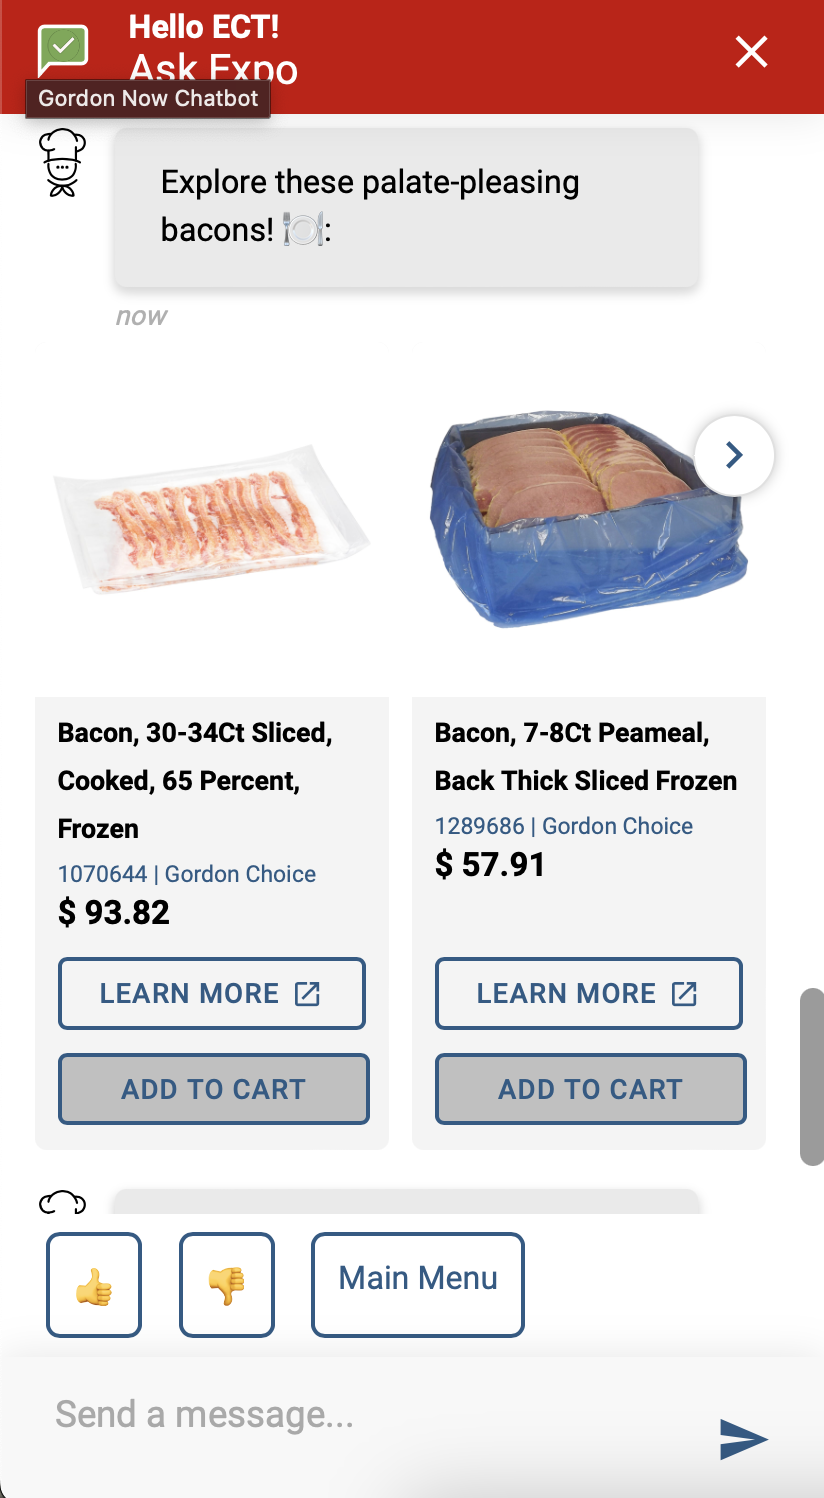 Hello ECT!
Ask Expo
Gordon Now Chatbot
Explore these palate-pleasing
bacons! 🍽️:
now
Bacon, 30-34Ct Sliced,
Cooked, 65 Percent,
Frozen
1070644 | Gordon Choice
$ 93.82
LEARN MORE
ADD TO CART
Bacon, 7-8Ct Peameal,
Back Thick Sliced Frozen
1289686 | Gordon Choice
$ 57.91
LEARN MORE
ADD TO CART
👍
👎
Main Menu
Send a message...